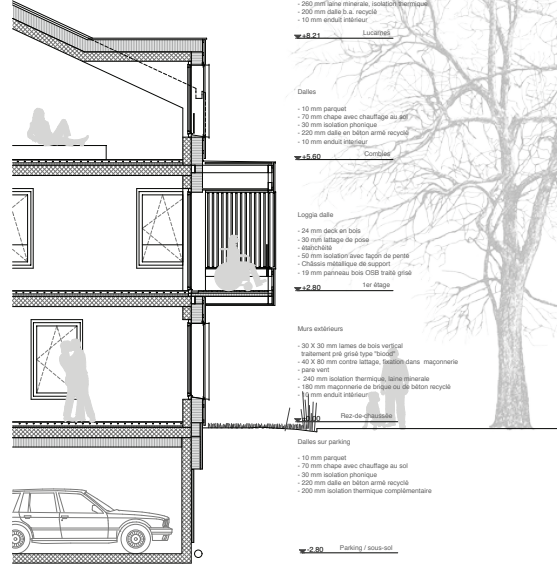 - 260 mm laine minerale, isolation thermique
- 200 mm dalle b.a. recyclé
- 10 mm enduit intérieur
+8.21 Lucarnes
Dalles
- 10 mm parquet
- 70 mm chape avec chauffage au sol
- 30 mm isolation phonique
- 220 mm dalle en béton armé recyclé
- 10 mm enduit interieur
+5.60 Combles
Loggia dalle
- 24 mm deck en bois
- 30 mm lattage de pose
- étanchéité
- 50 mm isolation avec façon de pente
- Châssis métallique de support
- 19 mm panneau bois OSB traité grisé
+2.80 1er étage
Murs extérieurs
- 30 X 30 mm lames de bois vertical
traitement pré grisé type "biood"
- 40 X 80 mm contre lattage, fixation dans maçonnerie
- pare vent
- 240 mm isolation thermique, laine minerale
- 180 mm maçonnerie de brique ou de béton recyclé
- 10 mm enduit intérieur
±0.00 Rez-de-chaussée
Dalles sur parking
- 10 mm parquet
- 70 mm chape avec chauffage au sol
- 30 mm isolation phonique
- 220 mm dalle en béton armé recyclé
- 200 mm isolation thermique complémentaire
-2.80 Parking / sous-sol